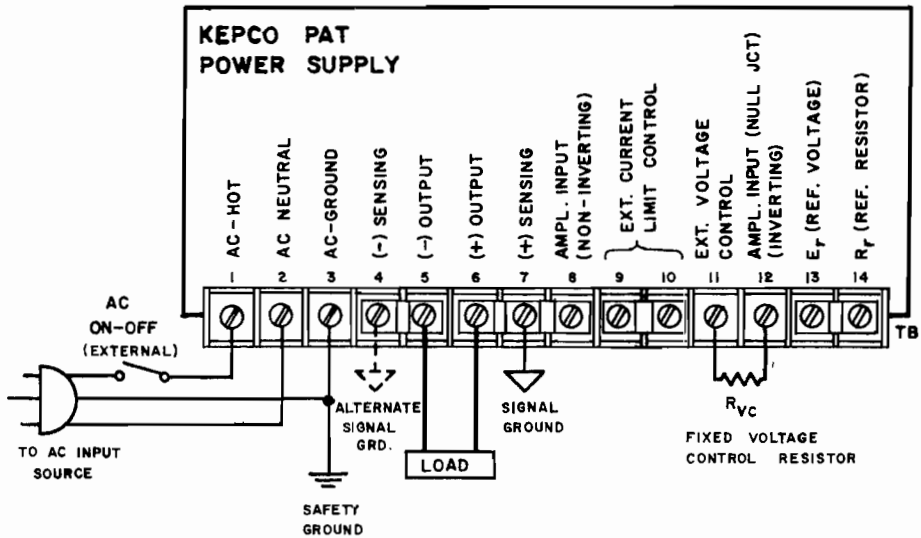 KEPCO PAT
POWER SUPPLY
AC-HOT
AC NEUTRAL
AC-GROUND
(-) SENSING
(-) OUTPUT
(+) OUTPUT
(+) SENSING
AMPL. INPUT
(NON-INVERTING)
EXT. CURRENT
LIMIT CONTROL
EXT. VOLTAGE
CONTROL
AMPL. INPUT (NULL JCT)
(INVERTING)
Er (REF. VOLTAGE)
Rr (REF. RESISTOR)
1 2 3 4 5 6 7 8 9 10 11 12 13 14
TB
AC
ON-OFF
(EXTERNAL)
TO AC INPUT
SOURCE
ALTERNATE
SIGNAL
GRD.
SIGNAL
GROUND
LOAD
SAFETY
GROUND
RVC
FIXED VOLTAGE
CONTROL RESISTOR